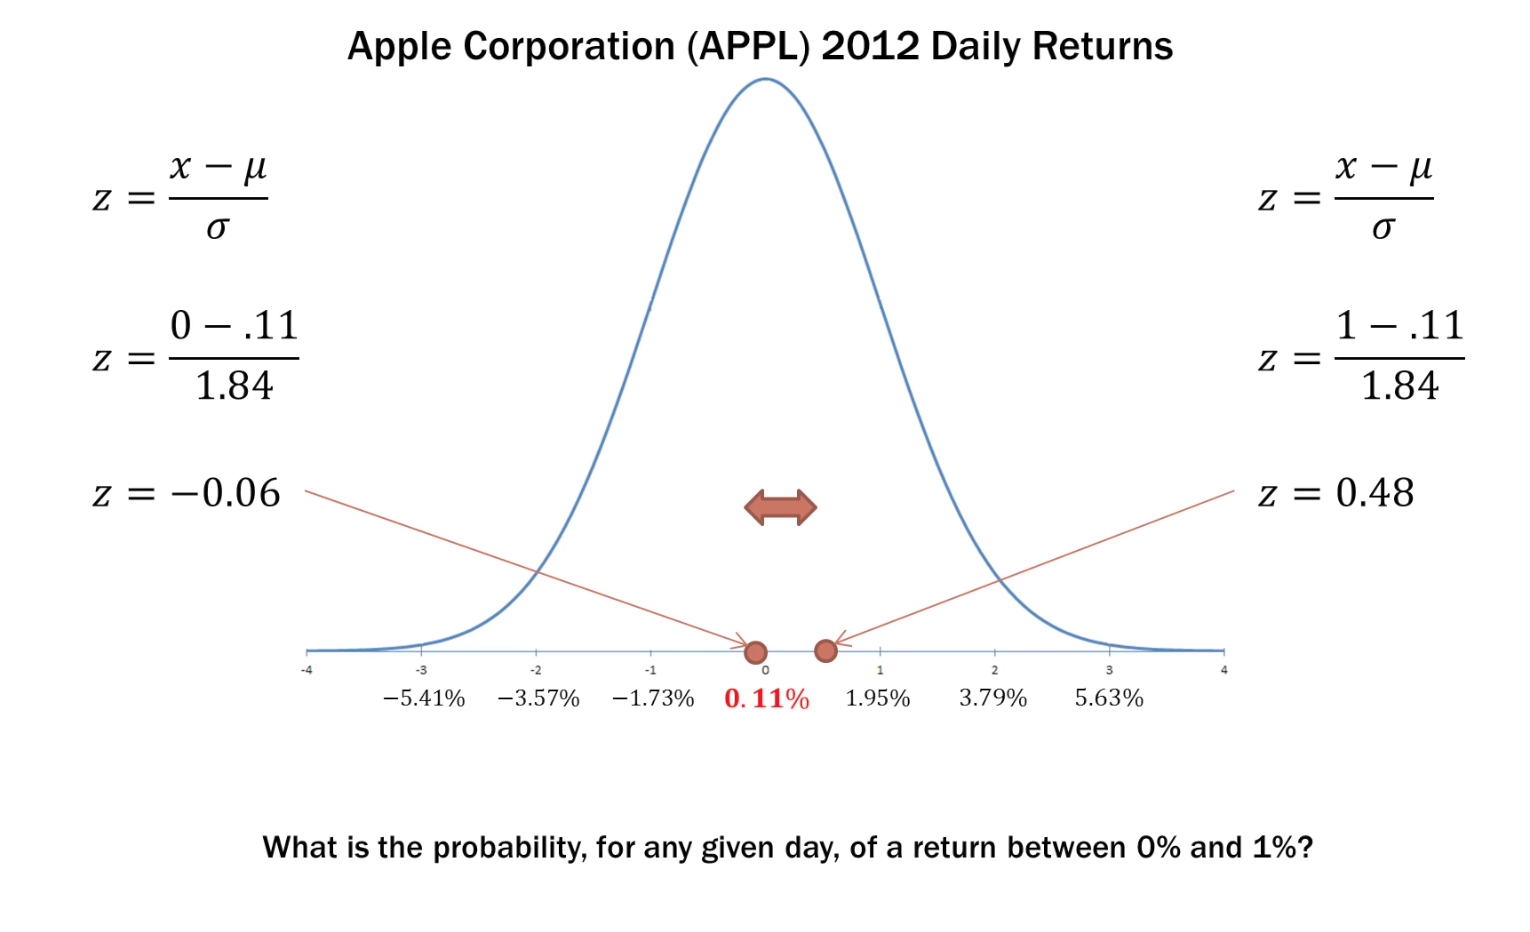 Apple Corporation (APPL) 2012 Daily Returns
z = (x − μ)/σ
z = (0 − .11)/1.84
z = −0.06
z = (x − μ)/σ
z = (1 − .11)/1.84
z = 0.48
-4 -3 -2 -1 0 1 2 3 4
−5.41% −3.57% −1.73% 0.11% 1.95% 3.79% 5.63%
What is the probability, for any given day, of a return between 0% and 1%?